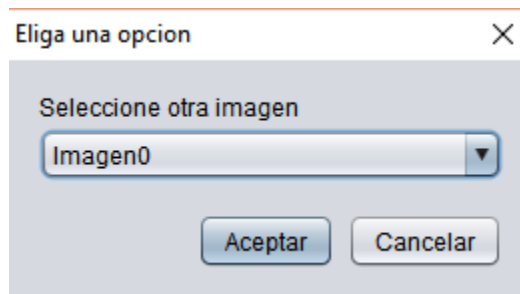 Eliga una opcion
Seleccione otra imagen
Imagen0
Aceptar Cancelar